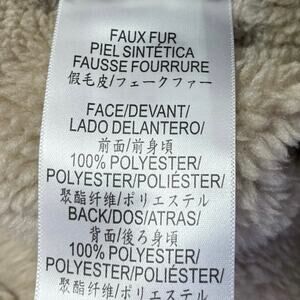 FAUX FUR
PIEL SINTÉTICA
FAUSSE FOURRURE
假毛皮/フェークファー
FACE/DEVANT/
LADO DELANTERO/
前面/前身頃
100% POLYESTER/
POLYESTER/POLIÉSTER/
聚酯纤维/ポリエステル
BACK/DOS/ATRAS/
背面/後ろ身頃
100% POLYESTER/
POLYESTER/POLIÉSTER/
聚酯纤维/ポリエステル